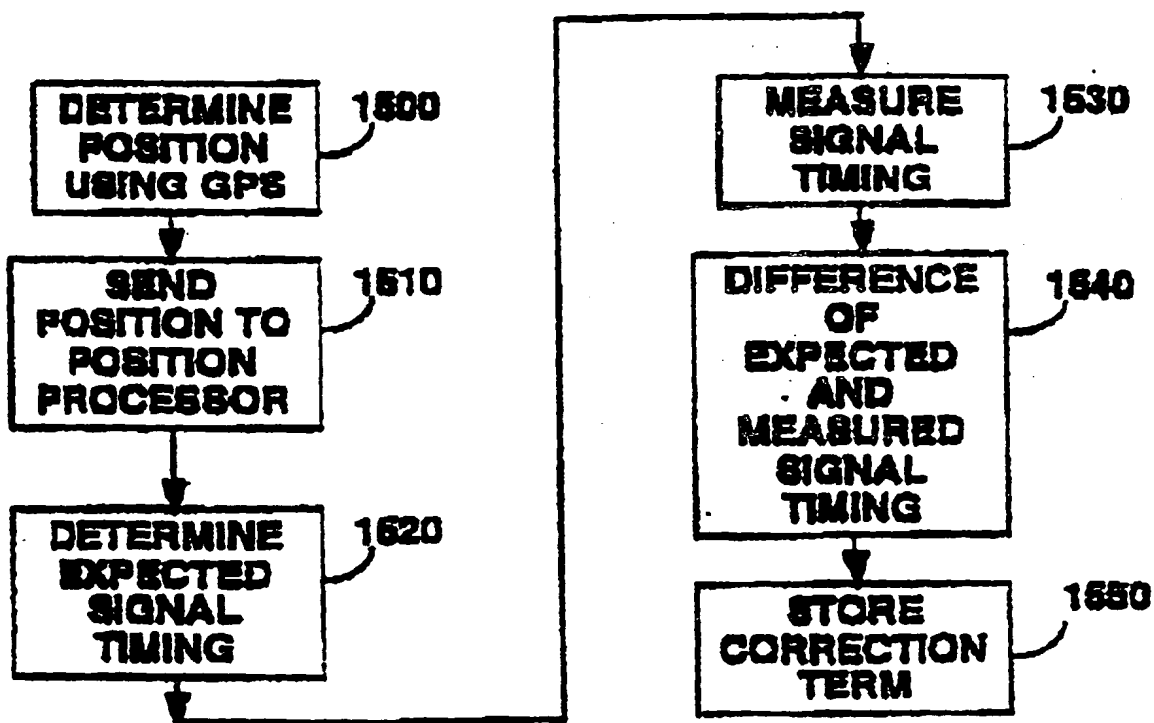 DETERMINE
POSITION
USING GPS
1500
SEND
POSITION TO
POSITION
PROCESSOR
1510
DETERMINE
EXPECTED
SIGNAL
TIMING
1520
MEASURE
SIGNAL
TIMING
1530
DIFFERENCE
OF
EXPECTED
AND
MEASURED
SIGNAL
TIMING
1540
STORE
CORRECTION
TERM
1550